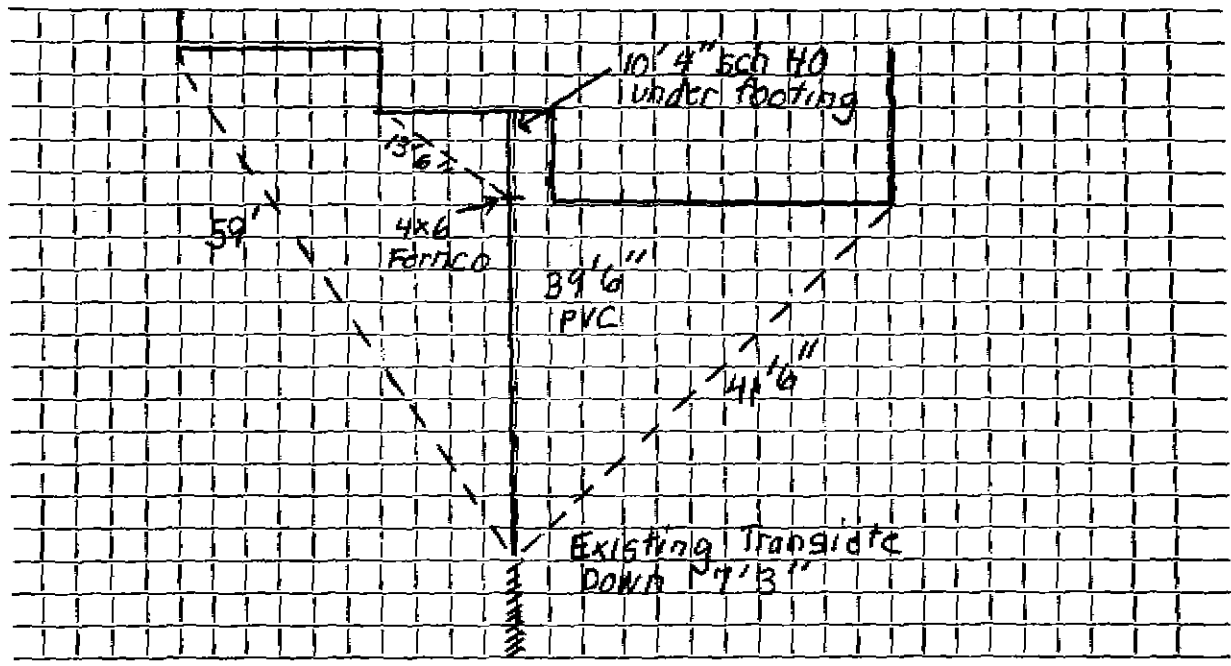 10' 4" sch 40
under footing
13'6"
59'
4x6
Fernco
39'6"
PVC
41'6"
Existing Transiete
Down 7'3"